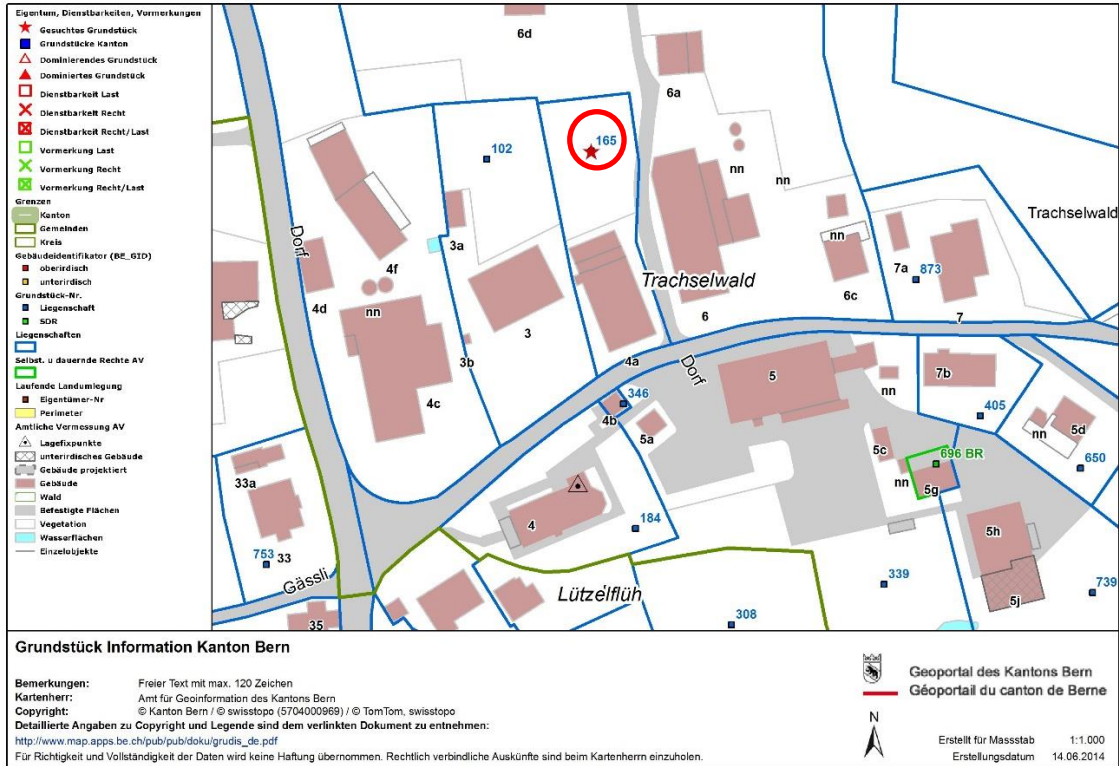 Eigentum, Dienstbarkeiten, Vormerkungen
Gesuchtes Grundstück
Grundstücke Kanton
Dominierendes Grundstück
Dominiertes Grundstück
Dienstbarkeit Last
Dienstbarkeit Recht
Dienstbarkeit Recht/Last
Vormerkung Last
Vormerkung Recht
Vormerkung Recht/Last
Grenzen
Kanton
Gemeinden
Kreis
Gebäudeidentifikator (BE_GID)
oberirdisch
unterirdisch
Grundstück-Nr.
Liegenschaft
SDR
Liegenschaften
Selbst. u dauernde Rechte AV
Laufende Landumlegung
Eigentümer-Nr
Perimeter
Amtliche Vermessung AV
Lagefixpunkte
unterirdisches Gebäude
Gebäude projektiert
Gebäude
Wald
Befestigte Flächen
Vegetation
Wasserflächen
Einzelobjekte
6d
6a
165
102
nn
nn
Trachselwald
Dorf
3a
4f
nn
7a
873
4d
nn
3
Trachselwald
6c
6
7
3b
4a
Dorf
4c
346
4b
5a
5
nn
7b
405
5c
nn
5d
650
696 BR
nn
5g
33a
4
184
5h
753
33
Gässli
Lützelflüh
339
5j
739
35
308
Grundstück Information Kanton Bern
Bemerkungen: Freier Text mit max. 120 Zeichen
Kartenherr: Amt für Geoinformation des Kantons Bern
Copyright: © Kanton Bern / © swisstopo (5704000969) / © TomTom, swisstopo
Detaillierte Angaben zu Copyright und Legende sind dem verlinkten Dokument zu entnehmen:
http://www.map.apps.be.ch/pub/pub/doku/grudis_de.pdf
Für Richtigkeit und Vollständigkeit der Daten wird keine Haftung übernommen. Rechtlich verbindliche Auskünfte sind beim Kartenherrn einzuholen.
Geoportal des Kantons Bern
Géoportail du canton de Berne
N
Erstellt für Massstab 1:1.000
Erstellungsdatum 14.06.2014